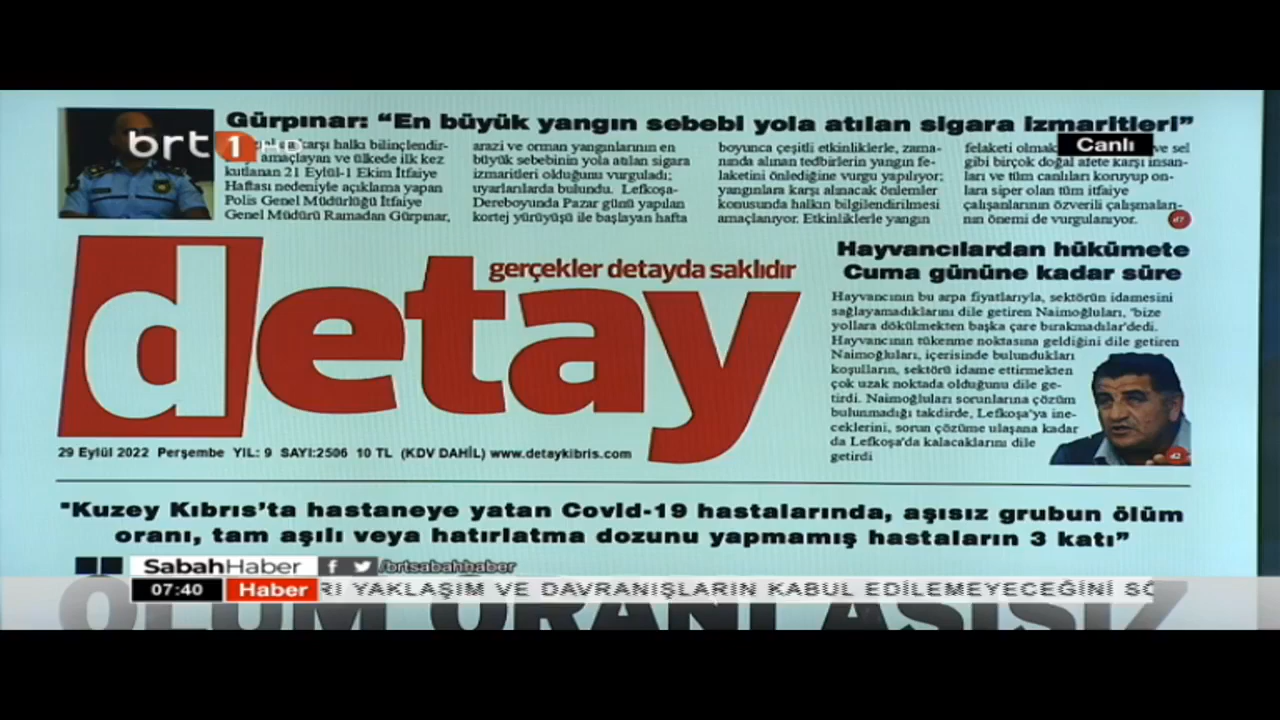 brt 1 HD
Canlı
Gürpınar: “En büyük yangın sebebi yola atılan sigara izmaritleri”
karşı halkı bilinçlendir-
amaçlayan ve ülkede ilk kez
kutlanan 21 Eylül-1 Ekim İtfaiye
Haftası nedeniyle açıklama yapan
Polis Genel Müdürlüğü İtfaiye
Genel Müdürü Ramadan Gürpınar,
arazi ve orman yangınlarının en
büyük sebebinin yola atılan sigara
izmaritleri olduğunu vurguladı;
uyarılarda bulundu. Lefkoşa-
Dereboyunda Pazar günü yapılan
kortej yürüyüşü ile başlayan hafta
boyunca çeşitli etkinliklerle, zama-
nında alınan tedbirlerin yangın fe-
laketini önlediğine vurgu yapılıyor;
yangınlara karşı alınacak önlemler
konusunda halkın bilgilendirilmesi
amaçlanıyor. Etkinliklerle yangın
felaketi olmak ve sel
gibi birçok doğal afete karşı insan-
ları ve tüm canlıları koruyup on-
lara siper olan tüm itfaiye
çalışanlarının özverili çalışmaları-
nın önemi de vurgulanıyor.
detay
gerçekler detayda saklıdır
29 Eylül 2022 Perşembe YIL: 9 SAYI:2506 10 TL (KDV DAHİL) www.detaykibris.com
Hayvancılardan hükümete
Cuma gününe kadar süre
Hayvancının bu arpa fiyatlarıyla, sektörün idamesini
sağlayamadıklarını dile getiren Naimoğluları, "bize
yollara dökülmekten başka çare bırakmadılar'dedi.
Hayvancının tükenme noktasına geldiğini dile getiren
Naimoğluları, içerisinde bulundukları
koşulların, sektörü idame ettirmekten
çok uzak noktada olduğunu dile ge-
tirdi. Naimoğluları sorunlarına çözüm
bulunmadığı takdirde, Lefkoşa'ya ine-
ceklerini, sorun çözüme ulaşana kadar
da Lefkoşa'da kalacaklarını dile
getirdi
"Kuzey Kıbrıs’ta hastaneye yatan Covid-19 hastalarında, aşısız grubun ölüm
oranı, tam aşılı veya hatırlatma dozunu yapmamış hastaların 3 katı”
SabahHaber f /brtsabahhaber
07:40 Haber RI YAKLAŞIM VE DAVRANIŞLARIN KABUL EDİLEMEYECEĞİNİ
ÖLÜM ORANI AŞISIZ